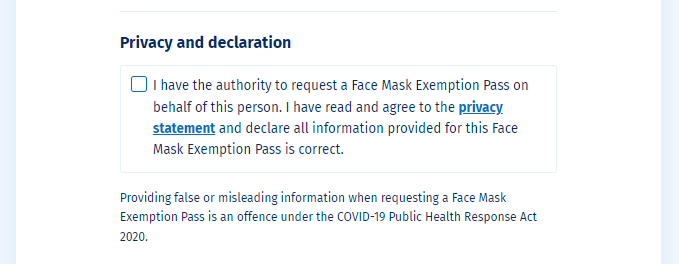 Privacy and declaration
I have the authority to request a Face Mask Exemption Pass on
behalf of this person. I have read and agree to the privacy
statement and declare all information provided for this Face
Mask Exemption Pass is correct.
Providing false or misleading information when requesting a Face Mask
Exemption Pass is an offence under the COVID-19 Public Health Response Act
2020.